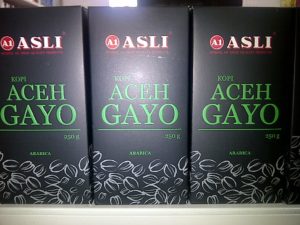 A1 ASLI
KOPI
ACEH
GAYO
250 g
ARABICA
A1 ASLI
KOPI
ACEH
GAYO
250 g
ARABICA
A1 ASLI
KOPI
ACEH
GAYO
250 g
ARABICA